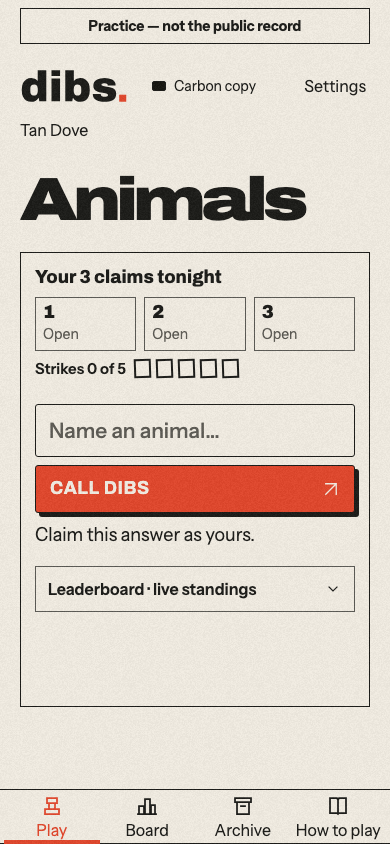 Practice — not the public record
dibs.
Carbon copy
Settings
Tan Dove
Animals
Your 3 claims tonight
1
Open
2
Open
3
Open
Strikes 0 of 5
Name an animal...
CALL DIBS
Claim this answer as yours.
Leaderboard · live standings
Play
Board
Archive
How to play